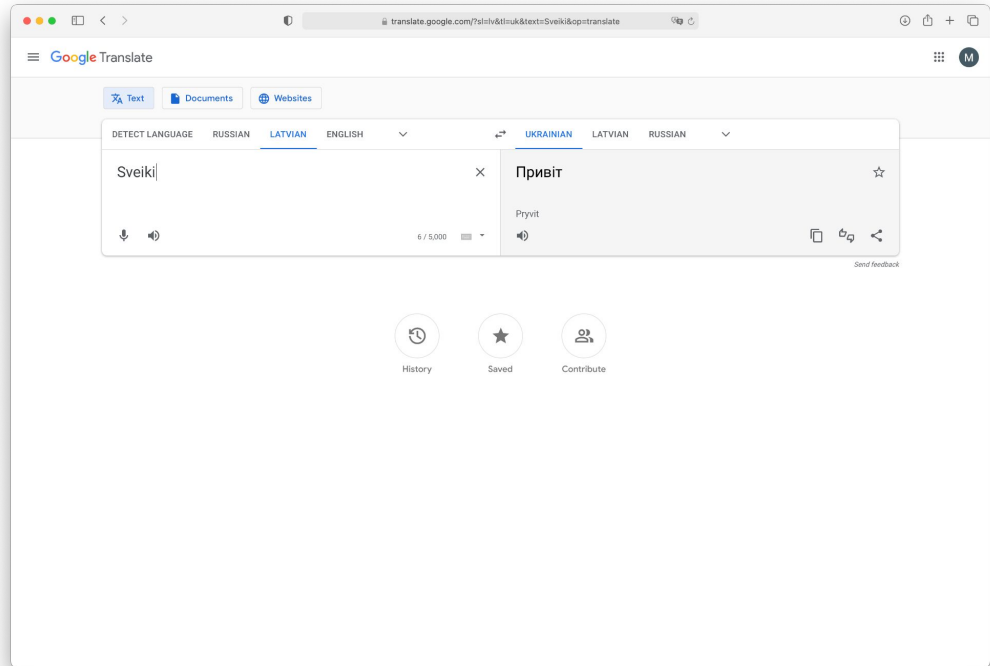 translate.google.com/?sl=lv&tl=uk&text=Sveiki&op=translate
Google Translate
M
Text
Documents
Websites
DETECT LANGUAGE RUSSIAN LATVIAN ENGLISH
UKRAINIAN LATVIAN RUSSIAN
Sveiki
Привіт
Pryvit
6 / 5,000
Send feedback
History
Saved
Contribute